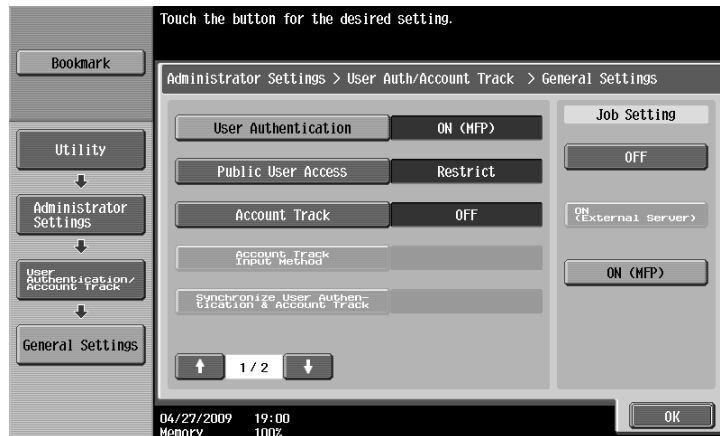 Touch the button for the desired setting.
Bookmark
Administrator Settings > User Auth/Account Track > General Settings
Job Setting
User Authentication
ON (MFP)
Utility
OFF
Public User Access
Restrict
Administrator
Settings
Account Track
OFF
ON
(External Server)
Account Track
Input Method
User
Authentication/
Account Track
ON (MFP)
Synchronize User Authen-
tication & Account Track
General Settings
1/2
04/27/2009 19:00
Memory 100%
OK